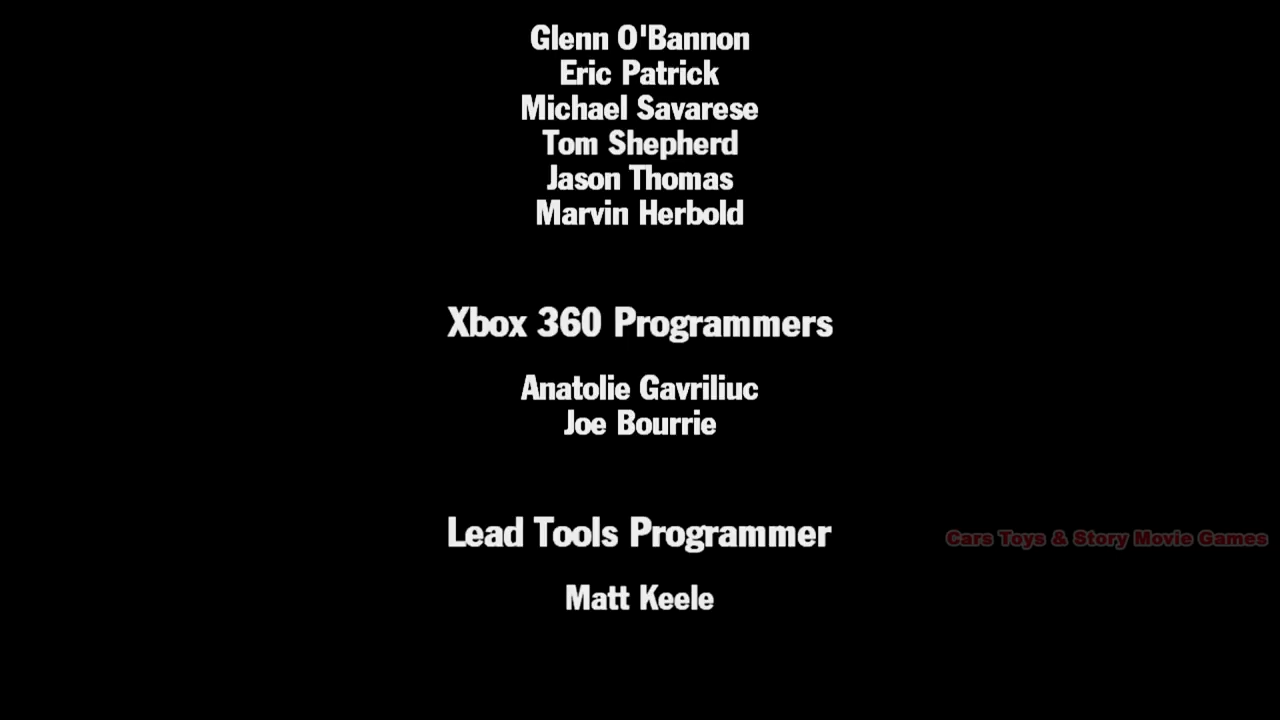 Glenn O'Bannon
Eric Patrick
Michael Savarese
Tom Shepherd
Jason Thomas
Marvin Herbold
Xbox 360 Programmers
Anatolie Gavriliuc
Joe Bourrie
Lead Tools Programmer
Cars Toys & Story Movie Games
Matt Keele